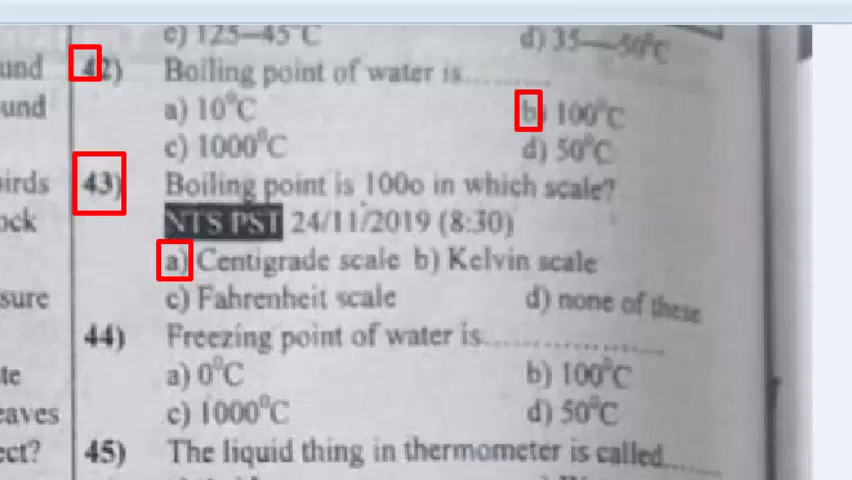 c) 125—45°C d) 35—50°C
und 42) Boiling point of water is..........
und a) 10°C b) 100°C
c) 1000°C d) 50°C
birds 43) Boiling point is 100o in which scale?
ock NTS PST 24/11/2019 (8:30)
a) Centigrade scale b) Kelvin scale
sure c) Fahrenheit scale d) none of these
44) Freezing point of water is....................
te a) 0°C b) 100°C
eaves c) 1000°C d) 50°C
ect? 45) The liquid thing in thermometer is called......